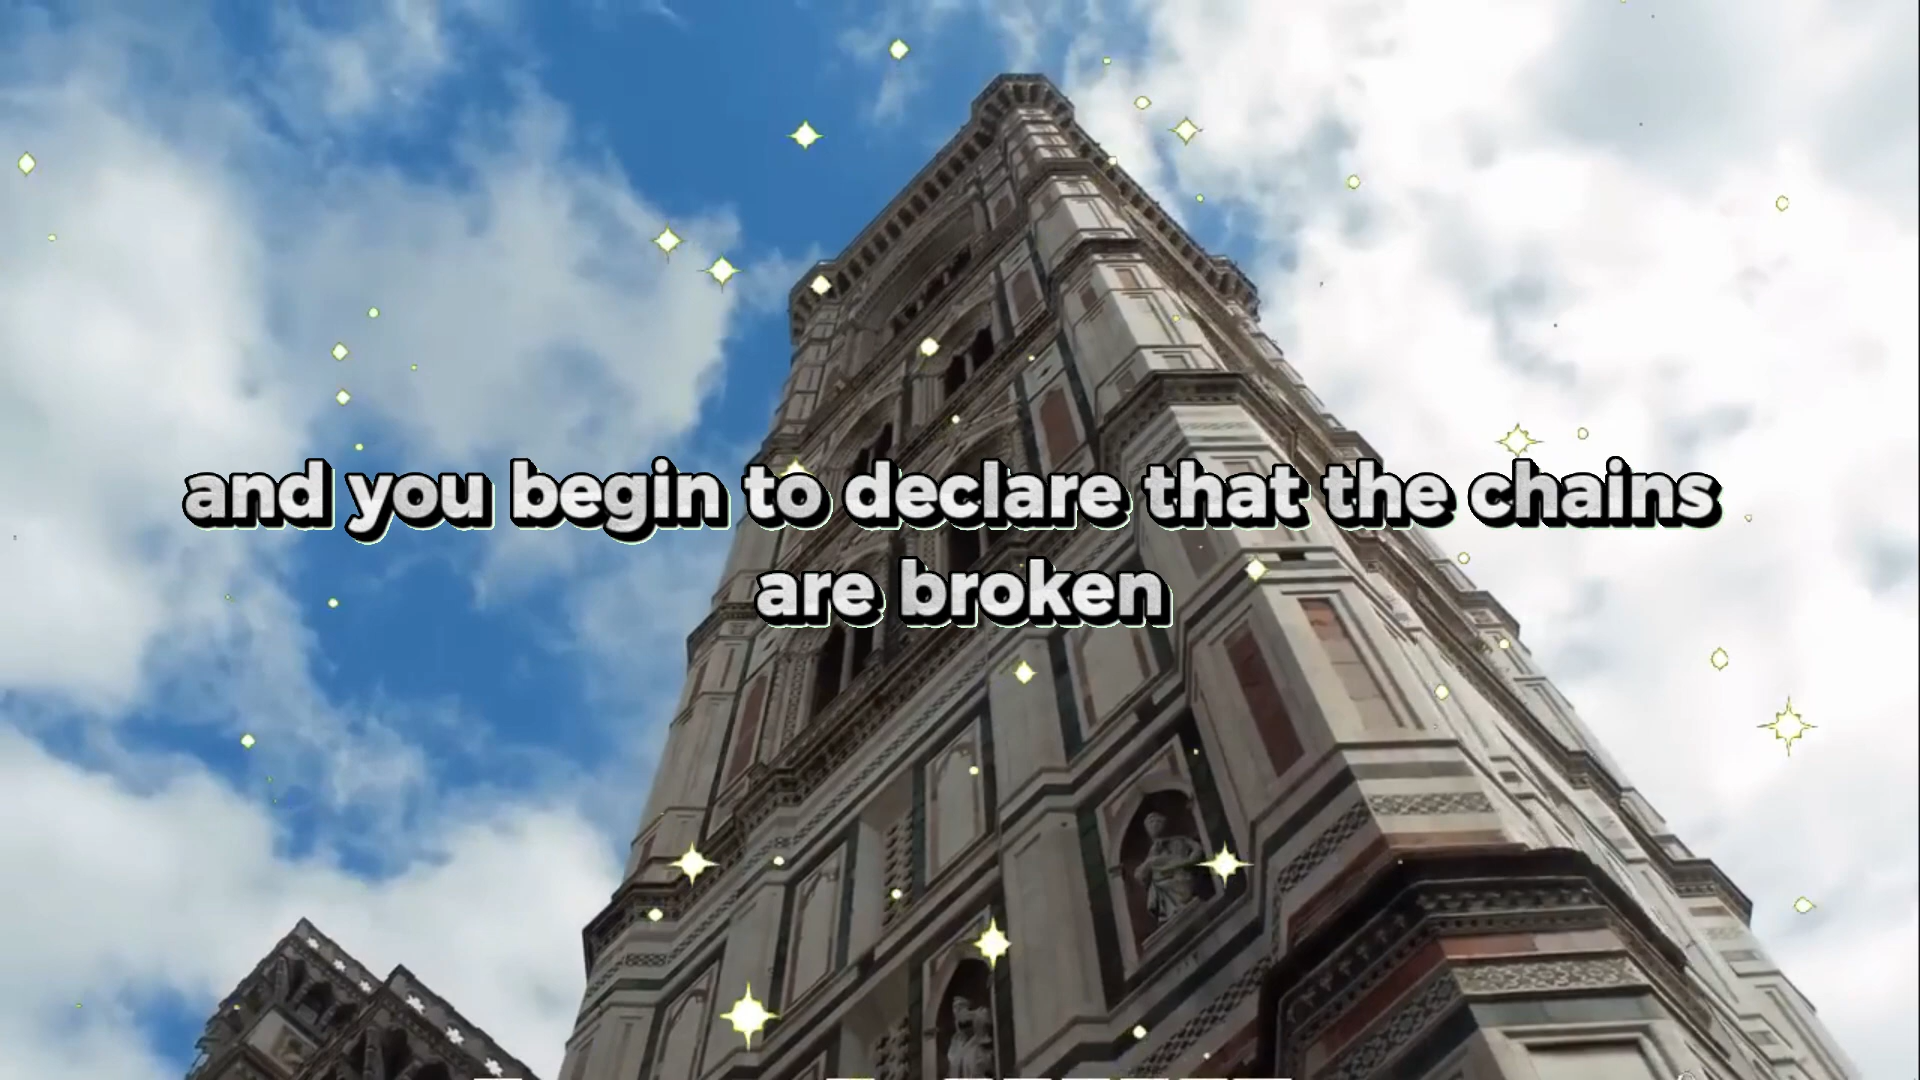 and you begin to declare that the chains
are broken